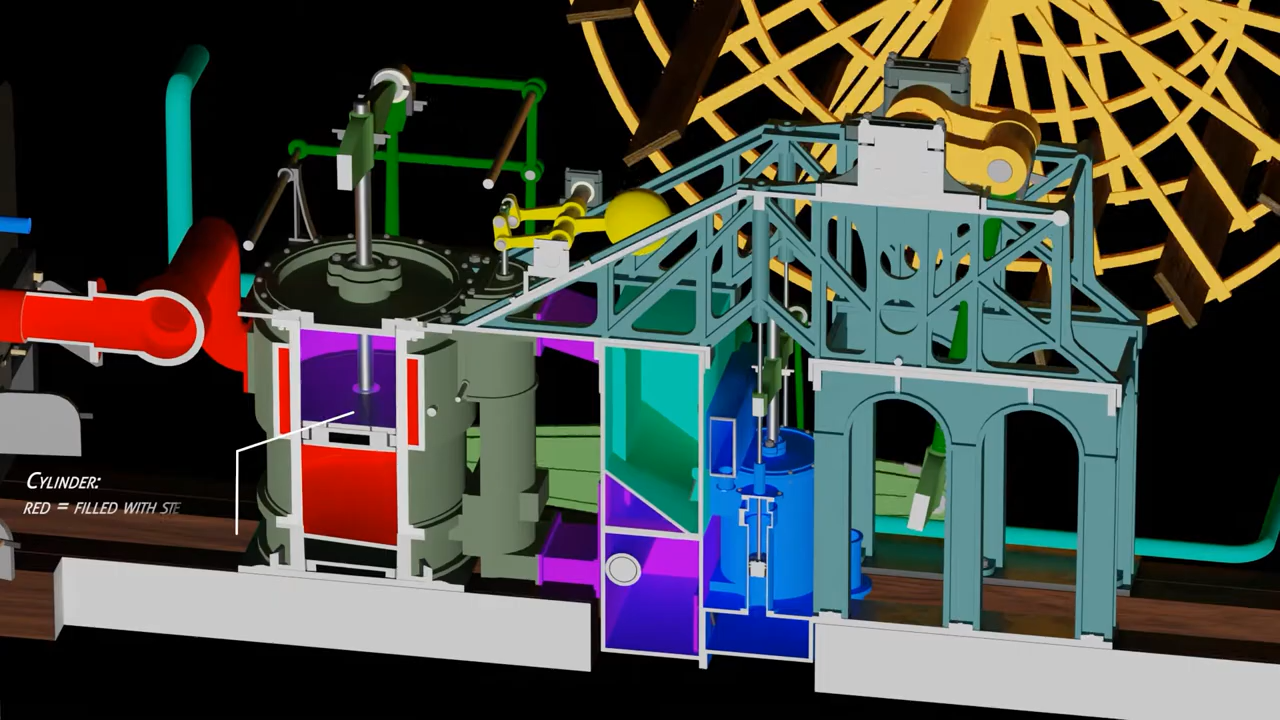 CYLINDER:
RED = FILLED WITH STE